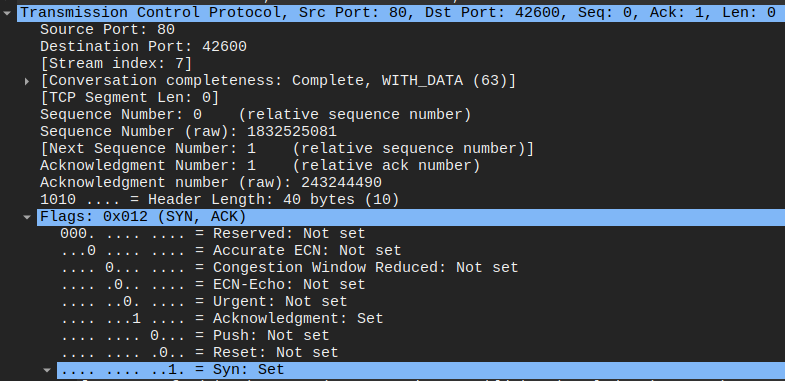 Transmission Control Protocol, Src Port: 80, Dst Port: 42600, Seq: 0, Ack: 1, Len: 0
Source Port: 80
Destination Port: 42600
[Stream index: 7]
[Conversation completeness: Complete, WITH_DATA (63)]
[TCP Segment Len: 0]
Sequence Number: 0    (relative sequence number)
Sequence Number (raw): 1832525081
[Next Sequence Number: 1    (relative sequence number)]
Acknowledgment Number: 1    (relative ack number)
Acknowledgment number (raw): 243244490
1010 .... = Header Length: 40 bytes (10)
Flags: 0x012 (SYN, ACK)
000. .... .... = Reserved: Not set
...0 .... .... = Accurate ECN: Not set
.... 0... .... = Congestion Window Reduced: Not set
.... .0.. .... = ECN-Echo: Not set
.... ..0. .... = Urgent: Not set
.... ...1 .... = Acknowledgment: Set
.... .... 0... = Push: Not set
.... .... .0.. = Reset: Not set
.... .... ..1. = Syn: Set